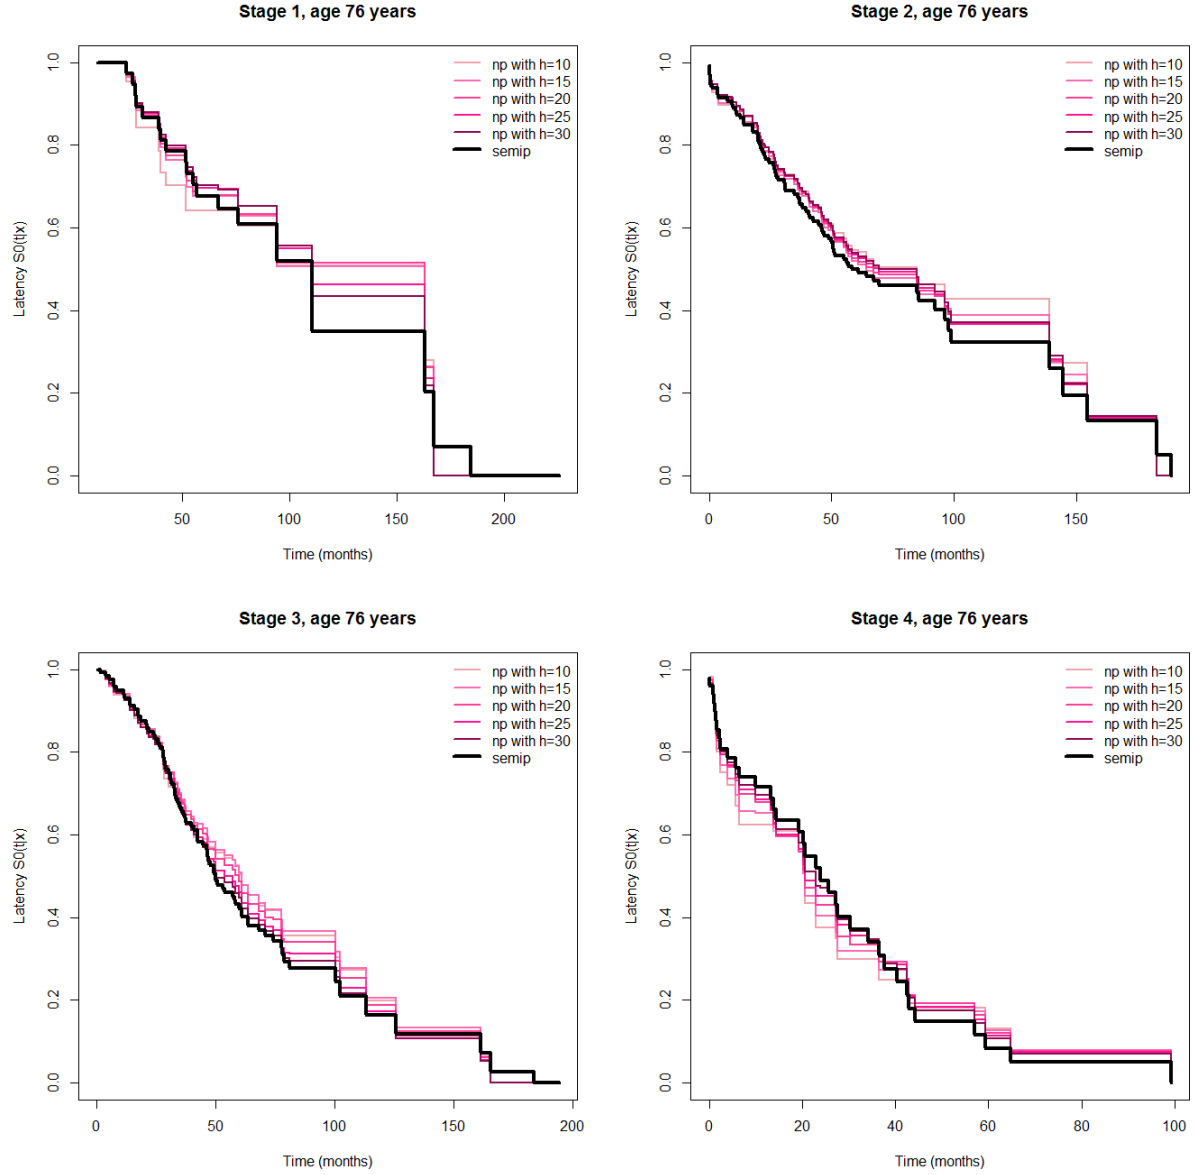 Stage 1, age 76 years
Latency S0(t|x)
1.0
0.8
0.6
0.4
0.2
0.0
np with h=10
np with h=15
np with h=20
np with h=25
np with h=30
semip
50 100 150 200
Time (months)
Stage 2, age 76 years
Latency S0(t|x)
1.0
0.8
0.6
0.4
0.2
0.0
np with h=10
np with h=15
np with h=20
np with h=25
np with h=30
semip
0 50 100 150
Time (months)
Stage 3, age 76 years
Latency S0(t|x)
1.0
0.8
0.6
0.4
0.2
0.0
np with h=10
np with h=15
np with h=20
np with h=25
np with h=30
semip
0 50 100 150 200
Time (months)
Stage 4, age 76 years
Latency S0(t|x)
1.0
0.8
0.6
0.4
0.2
0.0
np with h=10
np with h=15
np with h=20
np with h=25
np with h=30
semip
0 20 40 60 80 100
Time (months)